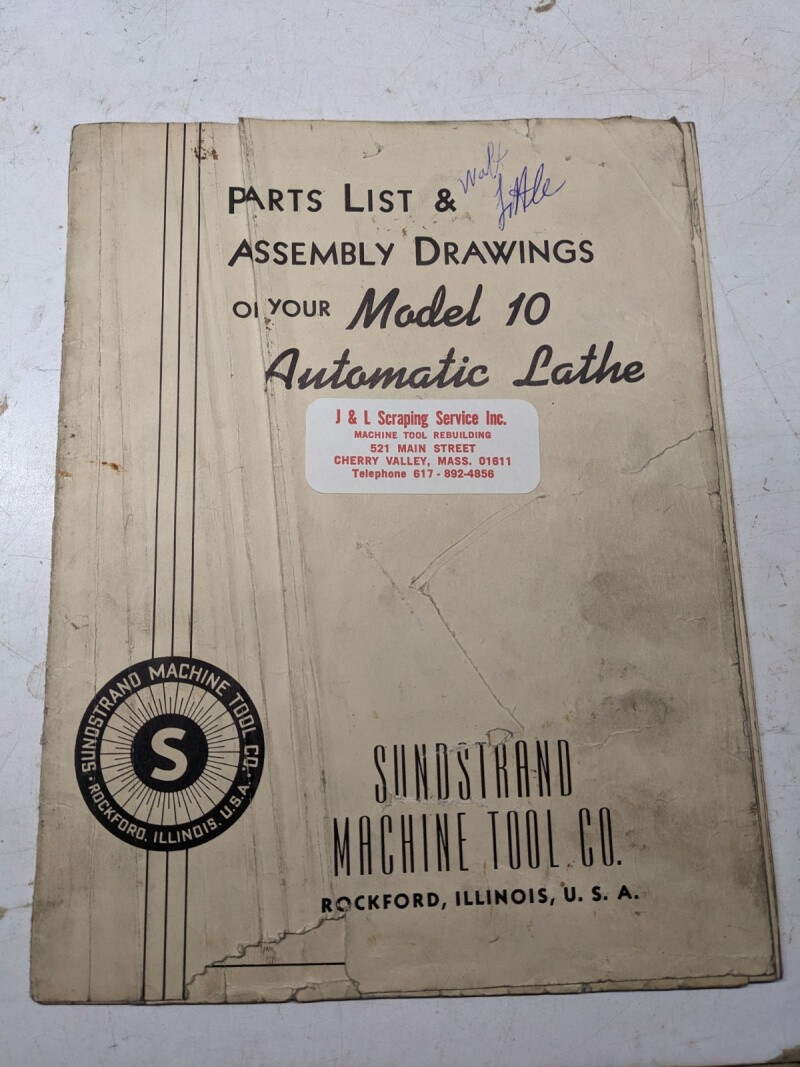 Walt
Little
PARTS LIST &
ASSEMBLY DRAWINGS
OF YOUR Model 10
Automatic Lathe
J & L Scraping Service Inc.
MACHINE TOOL REBUILDING
521 MAIN STREET
CHERRY VALLEY, MASS. 01611
Telephone 617 - 892-4856
SUNDSTRAND MACHINE TOOL CO.
S
ROCKFORD, ILLINOIS, U.S.A.
SUNDSTRAND
MACHINE TOOL CO.
ROCKFORD, ILLINOIS, U. S. A.